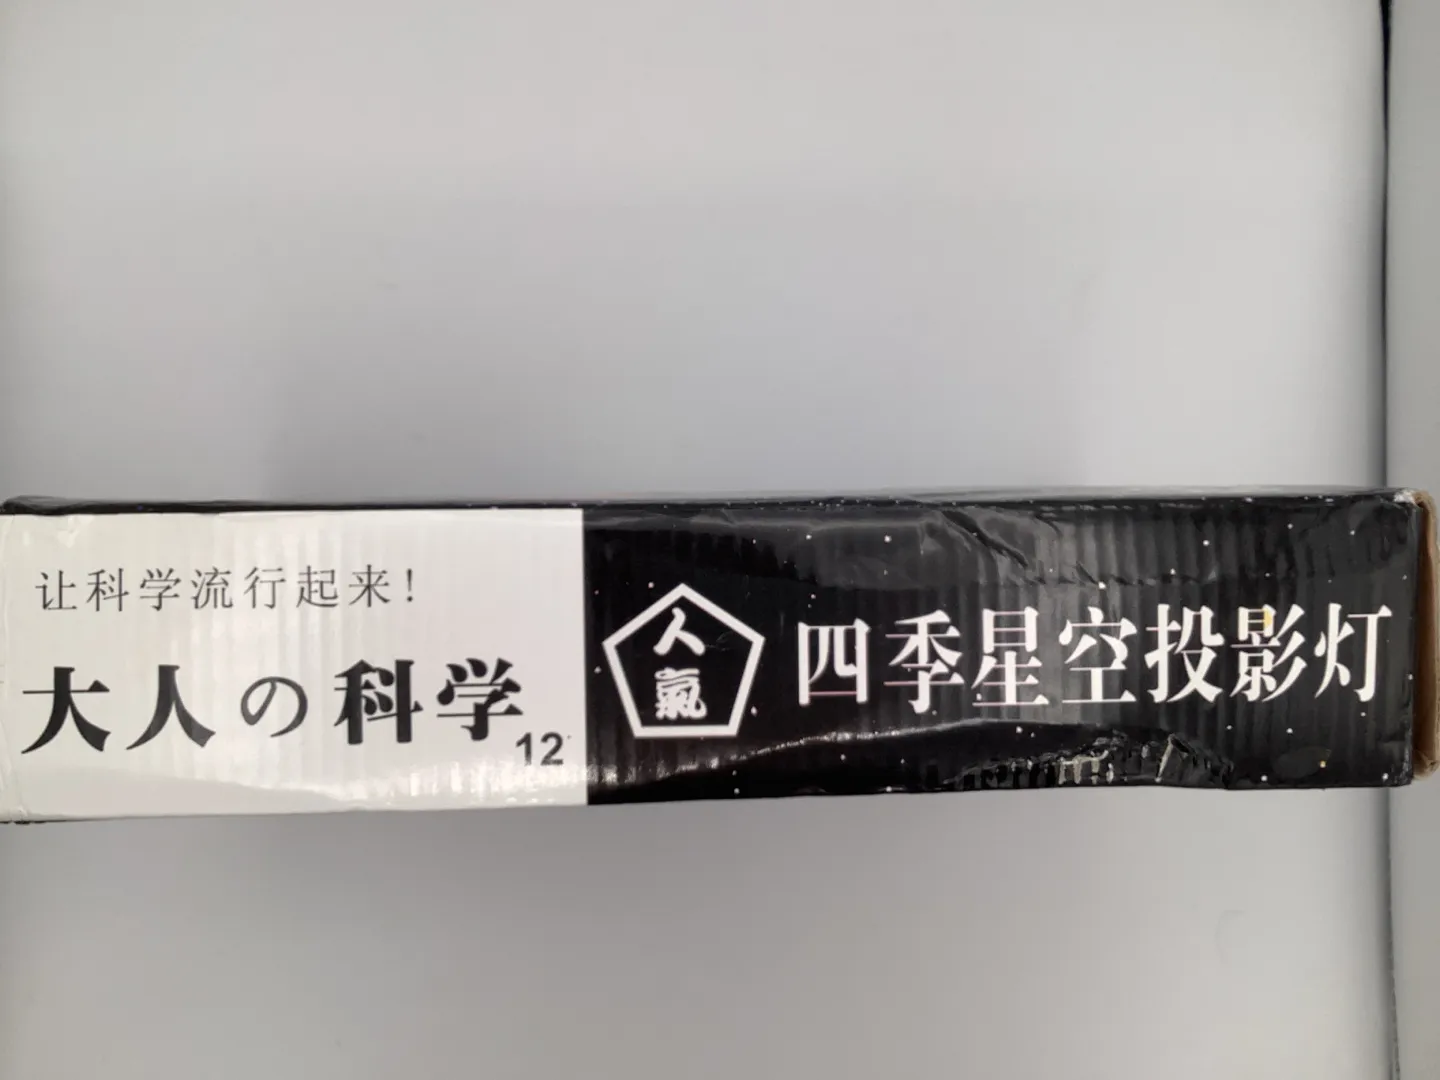 让科学流行起来！
大人の科学
12
人氣
四季星空投影灯